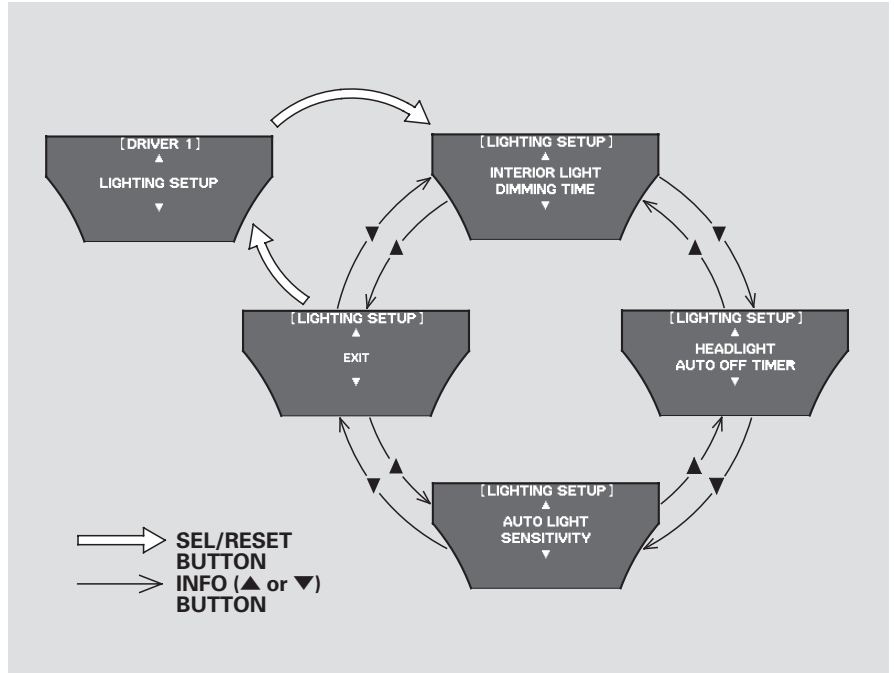 [DRIVER 1]
▲
LIGHTING SETUP
▼
[LIGHTING SETUP]
▲
INTERIOR LIGHT
DIMMING TIME
▼
▼
▲
▼
▲
[LIGHTING SETUP]
▲
EXIT
▼
[LIGHTING SETUP]
▲
HEADLIGHT
AUTO OFF TIMER
▼
▲
▼
▲
▼
[LIGHTING SETUP]
▲
AUTO LIGHT
SENSITIVITY
▼
SEL/RESET
BUTTON
INFO (▲ or ▼)
BUTTON